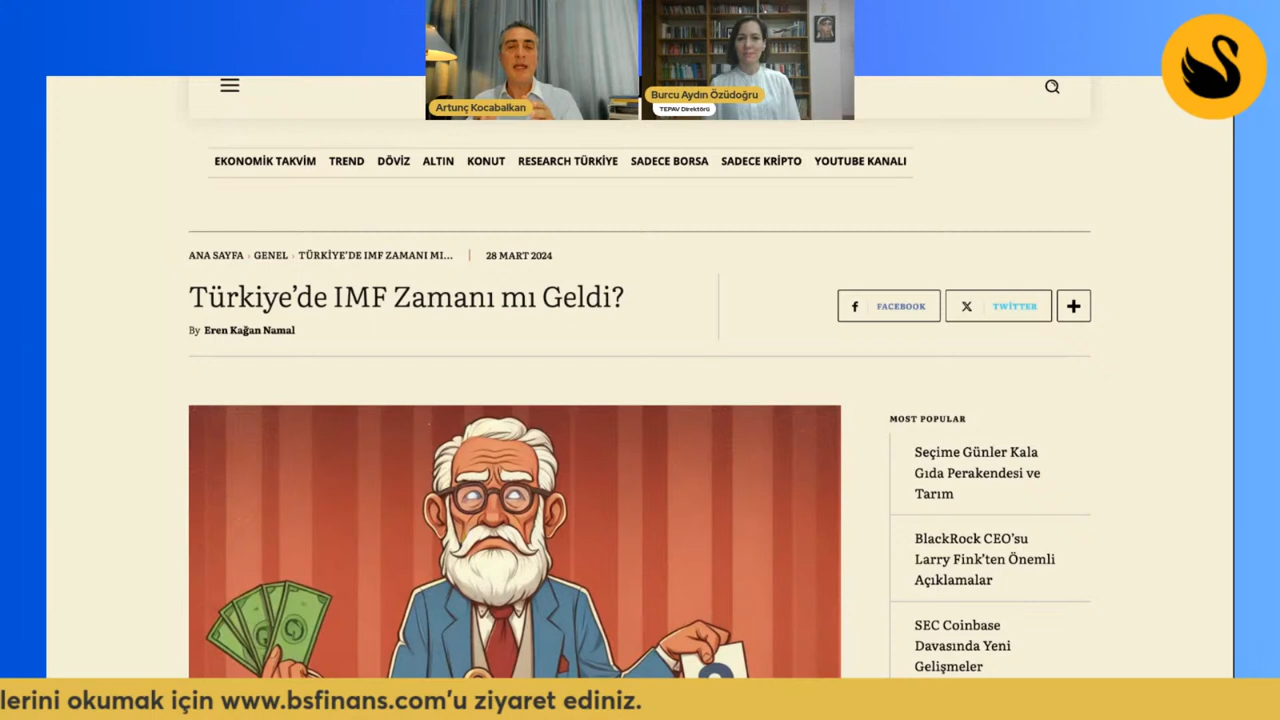 Artunç Kocabalkan
Burcu Aydın Özüdoğru
TEPAV Direktörü
EKONOMİK TAKVİM TREND DÖVİZ ALTIN KONUT RESEARCH TÜRKİYE SADECE BORSA SADECE KRİPTO YOUTUBE KANALI
ANA SAYFA › GENEL › TÜRKİYE'DE IMF ZAMANI MI... | 28 MART 2024
Türkiye'de IMF Zamanı mı Geldi?
By Eren Kağan Namal
FACEBOOK
TWİTTER
MOST POPULAR
Seçime Günler Kala
Gıda Perakendesi ve
Tarım
BlackRock CEO'su
Larry Fink'ten Önemli
Açıklamalar
SEC Coinbase
Davasında Yeni
Gelişmeler
lerini okumak için www.bsfinans.com'u ziyaret ediniz.